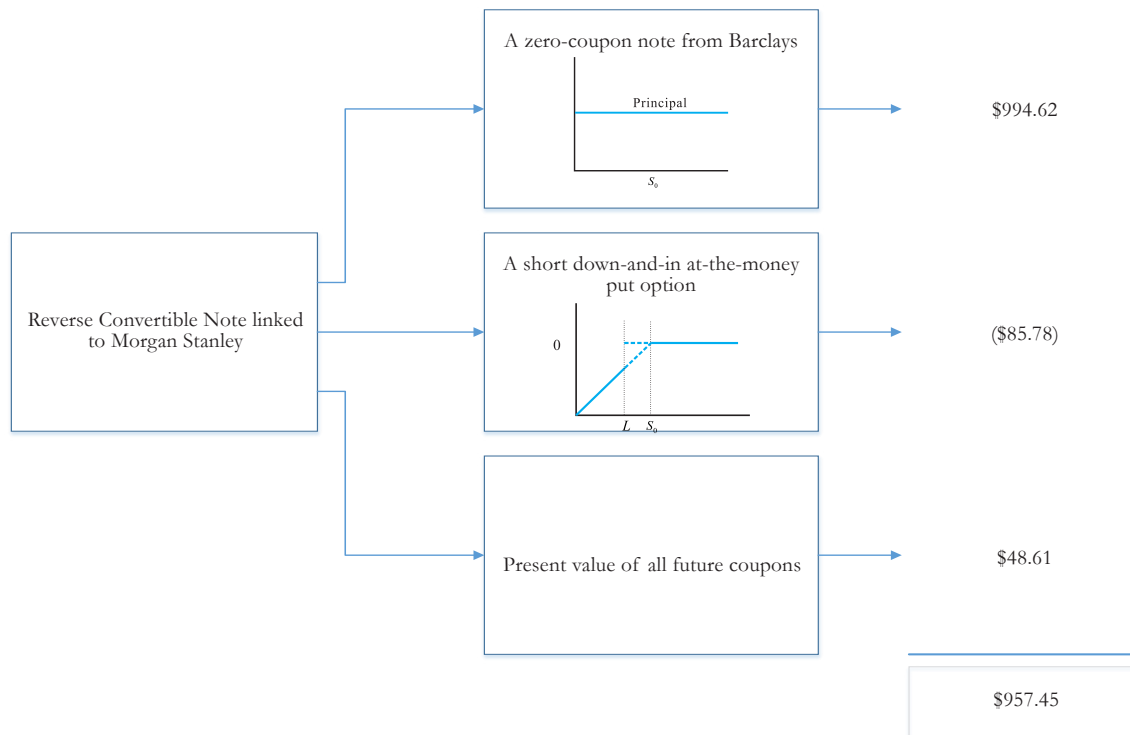 A zero-coupon note from Barclays
Principal
S₀
$994.62
Reverse Convertible Note linked
to Morgan Stanley
A short down-and-in at-the-money
put option
0
L S₀
($85.78)
Present value of all future coupons
$48.61
$957.45